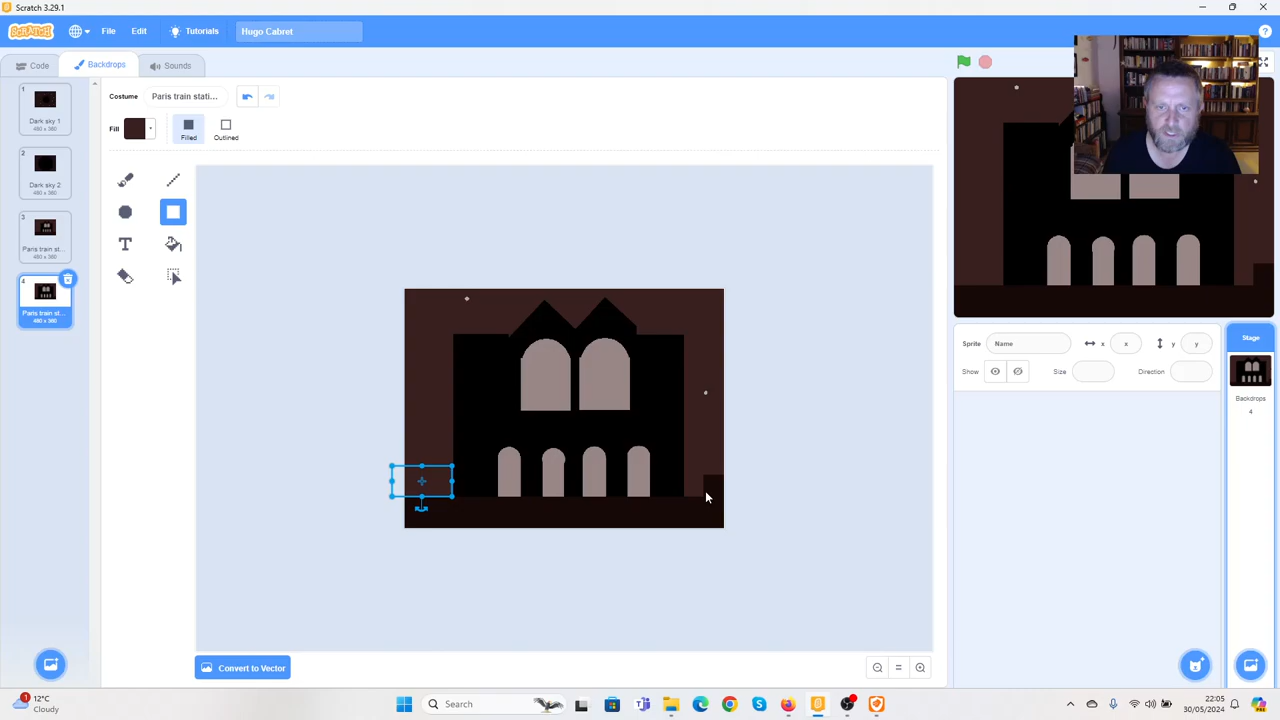 Scratch 3.29.1
SCRATCH
File
Edit
Tutorials
Hugo Cabret
?
Code
Backdrops
Sounds
Costume
Paris train stati...
Fill
Filled
Outlined
1
Dark sky 1
480 x 360
2
Dark sky 2
480 x 360
3
Paris train st...
480 x 360
4
Paris train st...
480 x 360
T
Convert to Vector
Sprite
Name
x
x
y
y
Show
Size
Direction
Stage
Backdrops
4
1
12°C
Cloudy
Search
22:05
30/05/2024